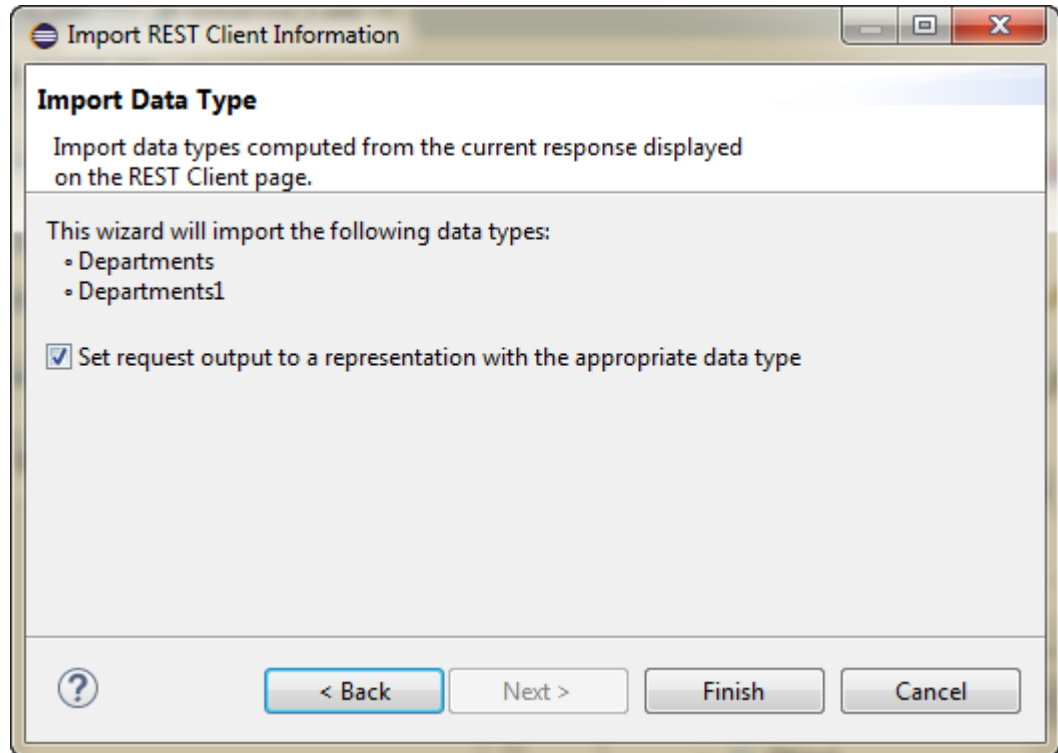 Import REST Client Information
Import Data Type
Import data types computed from the current response displayed
on the REST Client page.
This wizard will import the following data types:
∘ Departments
∘ Departments1
Set request output to a representation with the appropriate data type
?
< Back Next > Finish Cancel